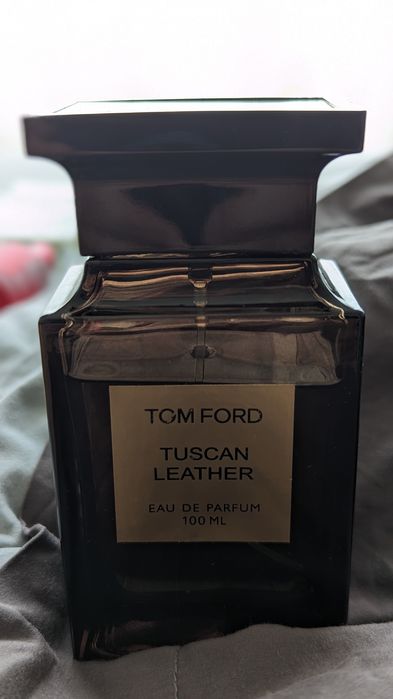 TOM FORD
TUSCAN
LEATHER
EAU DE PARFUM
100 ML